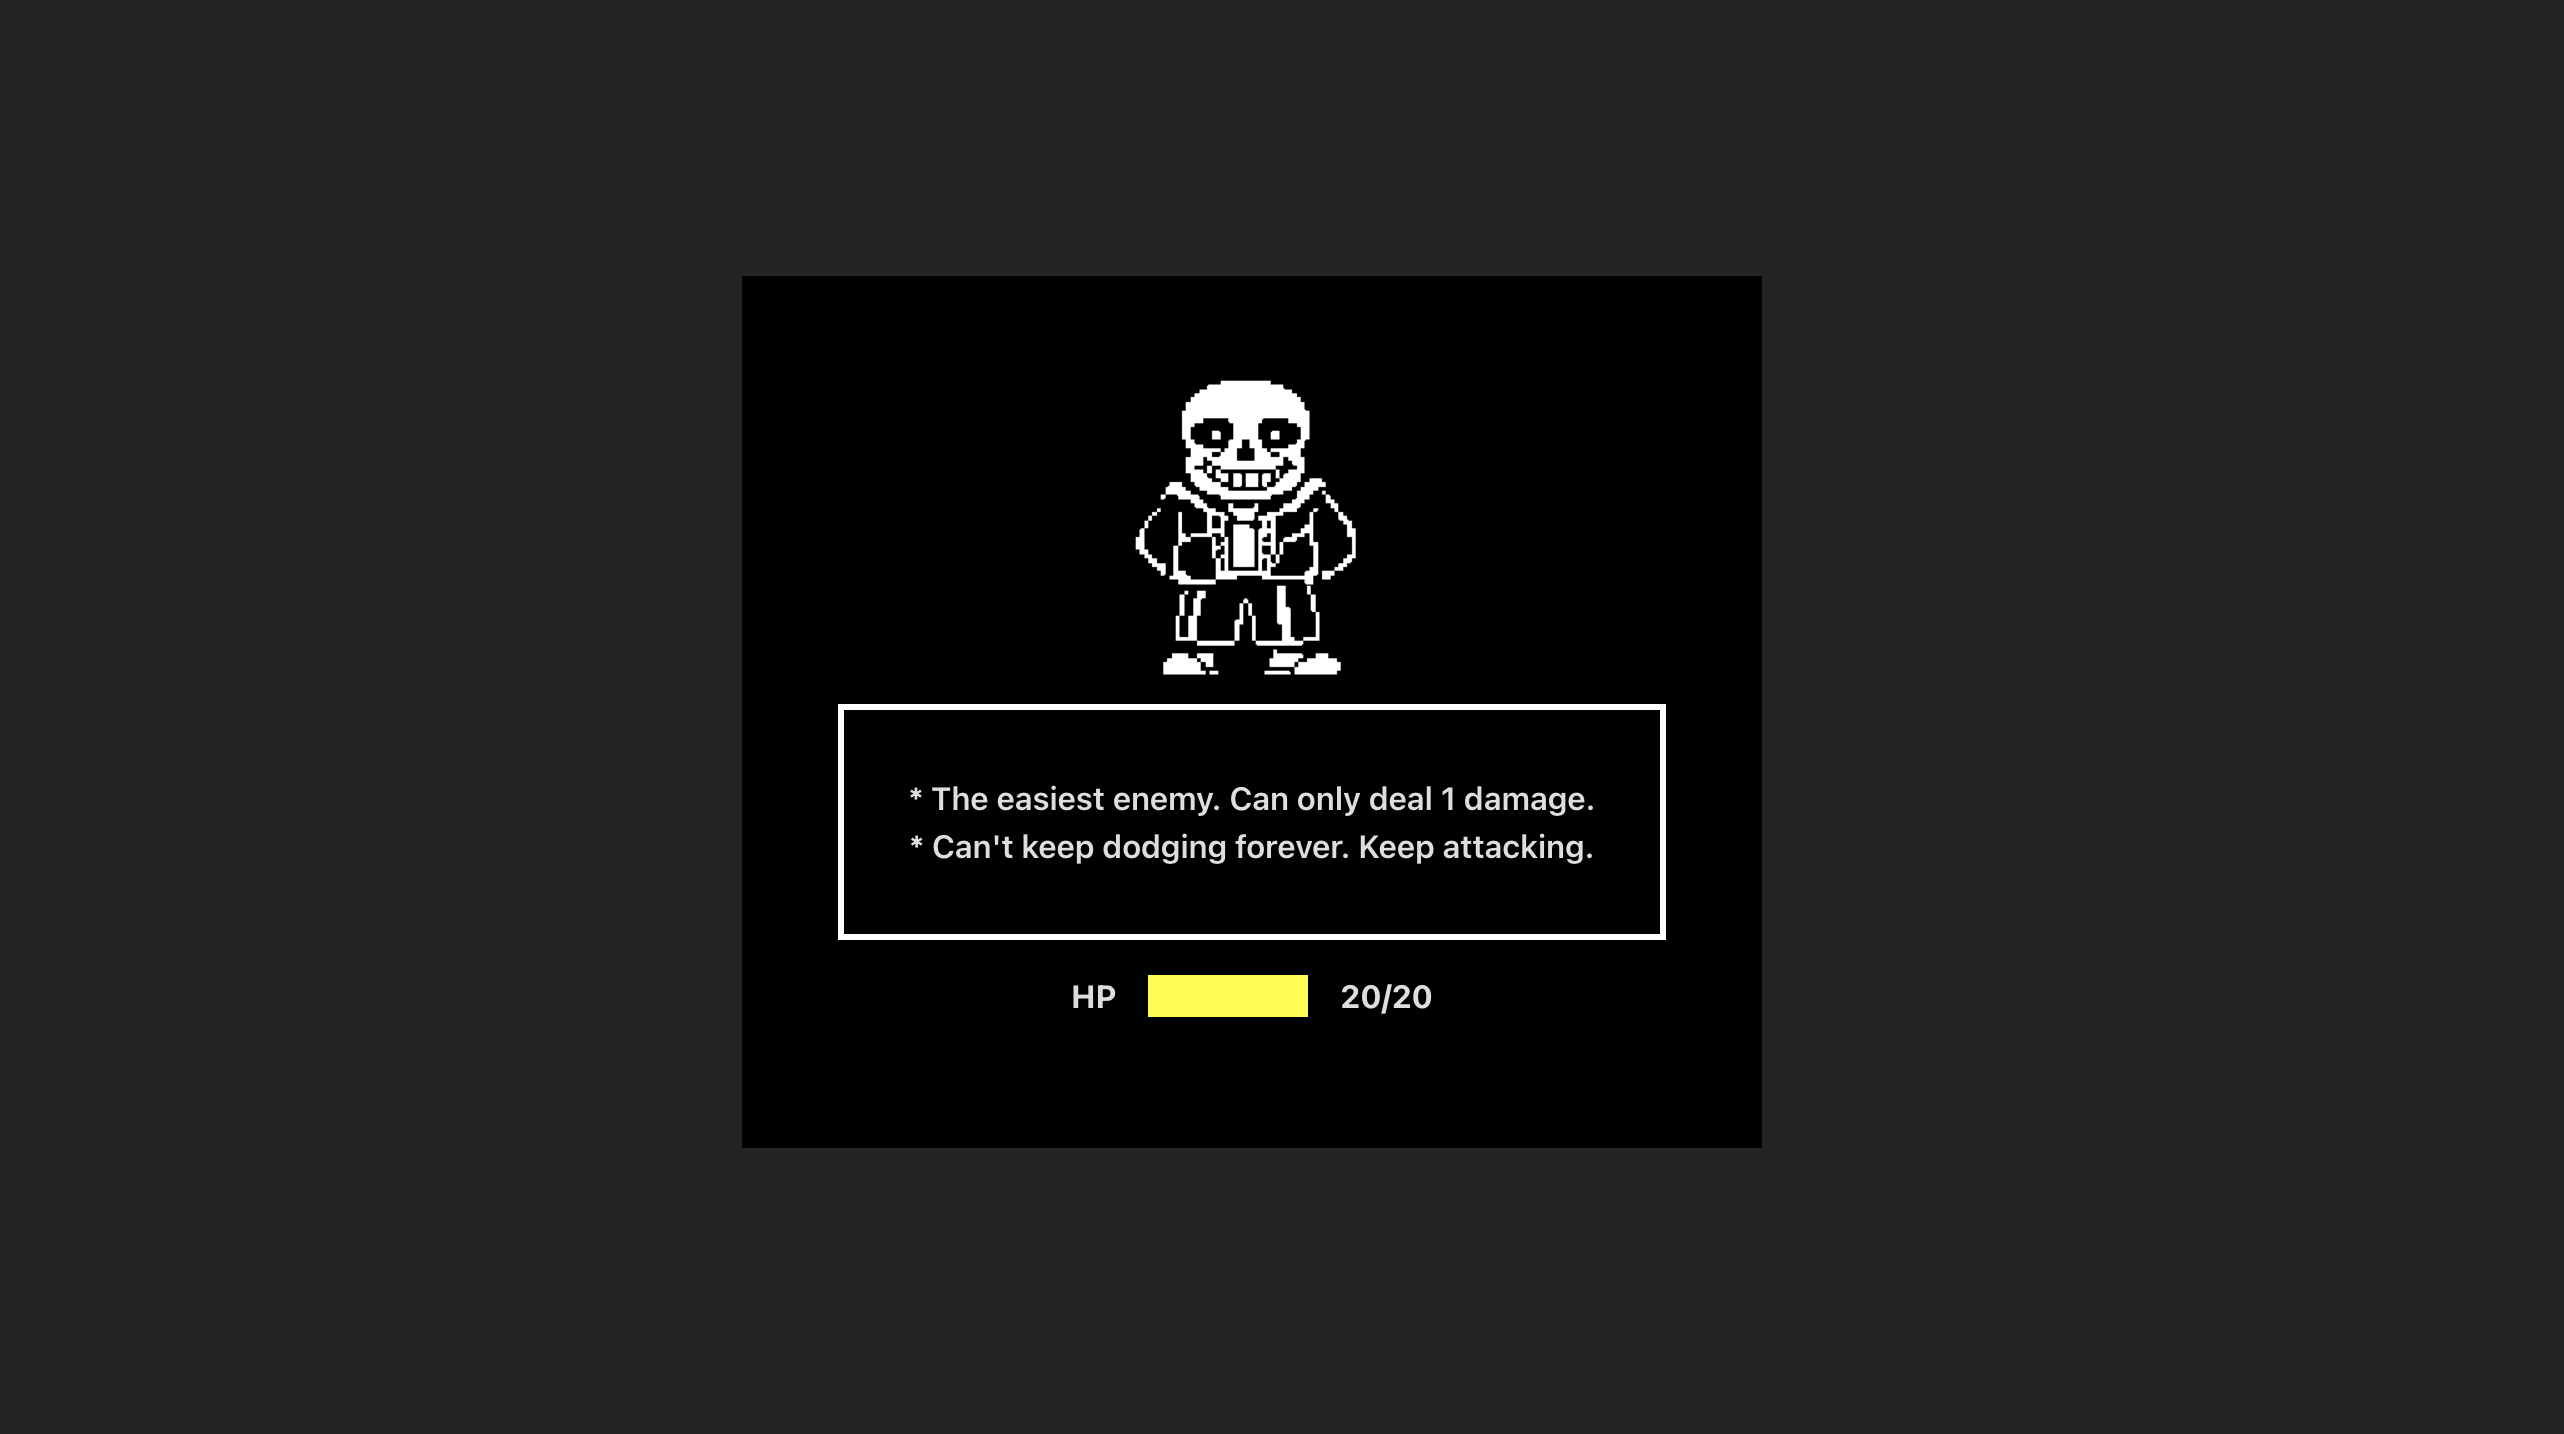 * The easiest enemy. Can only deal 1 damage.
* Can't keep dodging forever. Keep attacking.
HP 20/20